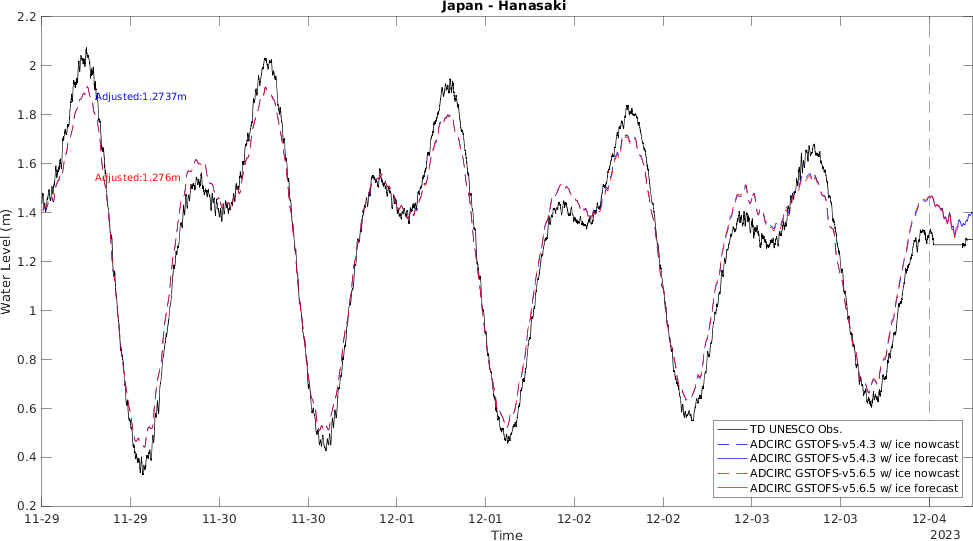 Japan - Hanasaki
2.2
2
1.8
1.6
1.4
1.2
1
0.8
0.6
0.4
0.2
Water Level (m)
Adjusted:1.2737m
Adjusted:1.276m
TD UNESCO Obs.
ADCIRC GSTOFS-v5.4.3 w/ ice nowcast
ADCIRC GSTOFS-v5.4.3 w/ ice forecast
ADCIRC GSTOFS-v5.6.5 w/ ice nowcast
ADCIRC GSTOFS-v5.6.5 w/ ice forecast
11-29 11-29 11-30 11-30 12-01 12-01 12-02 12-02 12-03 12-03 12-04
Time 2023